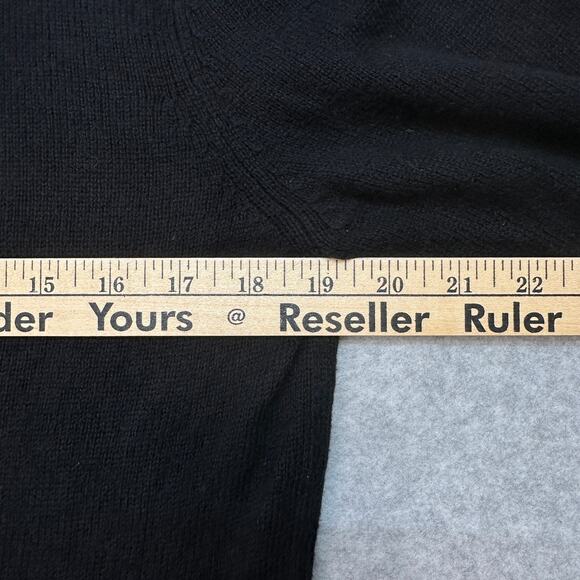 15 16 17 18 19 20 21 22
der Yours @ Reseller Ruler